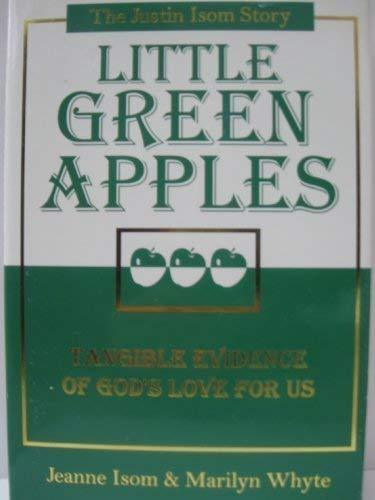 The Justin Isom Story
LITTLE
GREEN
APPLES
TANGIBLE EVIDENCE
OF GOD'S LOVE FOR US
Jeanne Isom & Marilyn Whyte